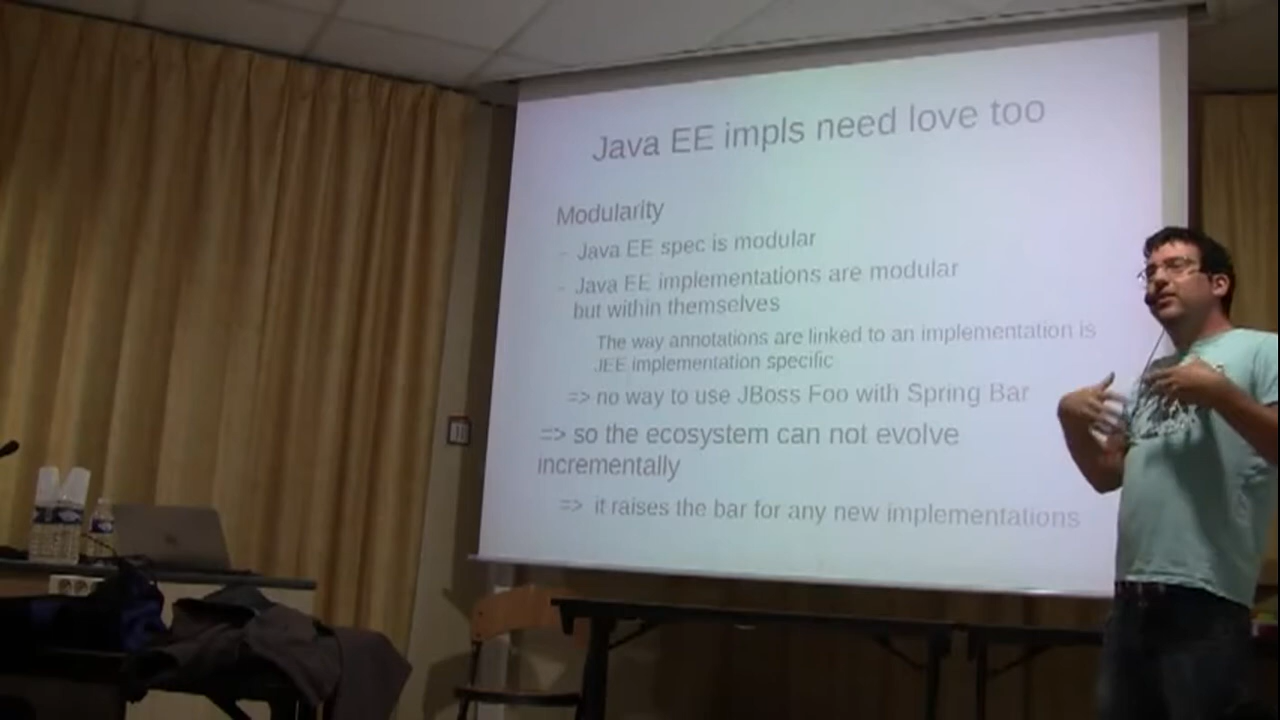 Java EE impls need love too
Modularity
- Java EE spec is modular
- Java EE implementations are modular
but within themselves
The way annotations are linked to an implementation is
JEE implementation specific
=> no way to use JBoss Foo with Spring Bar
=> so the ecosystem can not evolve
incrementally
=> it raises the bar for any new implementations